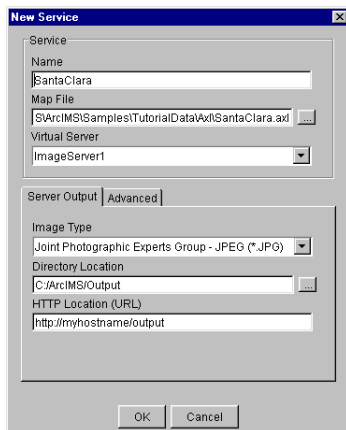 New Service
Service
Name
SantaClara
Map File
S\ArcIMS\Samples\TutorialData\Axl\SantaClara.axl ...
Virtual Server
ImageServer1
Server Output Advanced
Image Type
Joint Photographic Experts Group - JPEG (*.JPG)
Directory Location
C:/ArcIMS/Output ...
HTTP Location (URL)
http://myhostname/output
OK Cancel